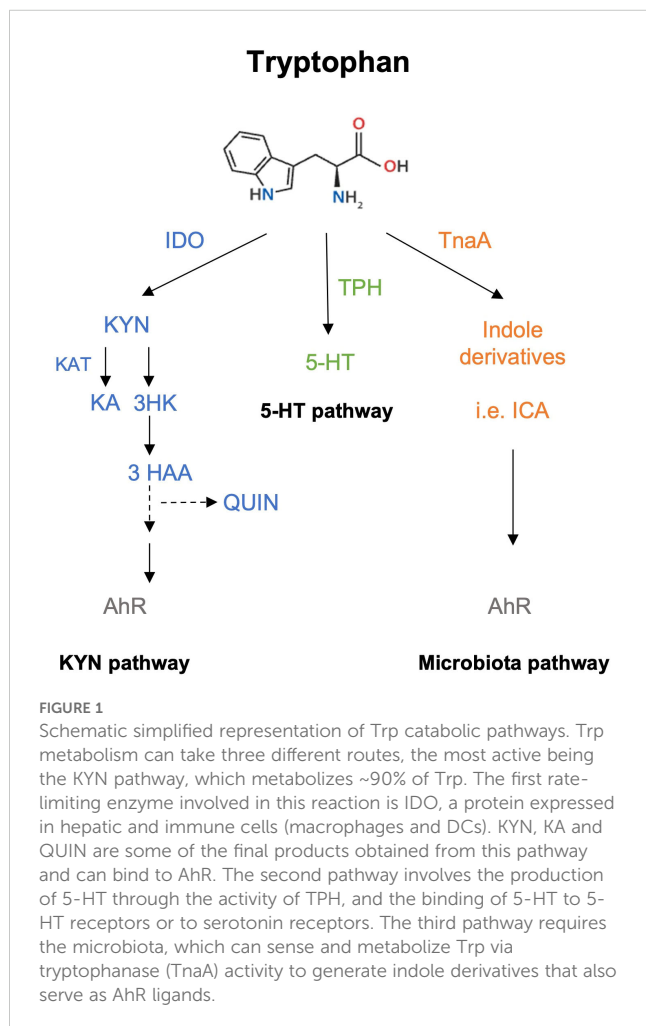 Tryptophan
O
OH
HN
NH2
IDO
TnaA
TPH
KYN
Indole
derivatives
KAT
5-HT
KA 3HK
5-HT pathway
i.e. ICA
3 HAA
QUIN
AhR
AhR
KYN pathway
Microbiota pathway
FIGURE 1
Schematic simplified representation of Trp catabolic pathways. Trp
metabolism can take three different routes, the most active being
the KYN pathway, which metabolizes ~90% of Trp. The first rate-
limiting enzyme involved in this reaction is IDO, a protein expressed
in hepatic and immune cells (macrophages and DCs). KYN, KA and
QUIN are some of the final products obtained from this pathway
and can bind to AhR. The second pathway involves the production
of 5-HT through the activity of TPH, and the binding of 5-HT to 5-
HT receptors or to serotonin receptors. The third pathway requires
the microbiota, which can sense and metabolize Trp via
tryptophanase (TnaA) activity to generate indole derivatives that also
serve as AhR ligands.